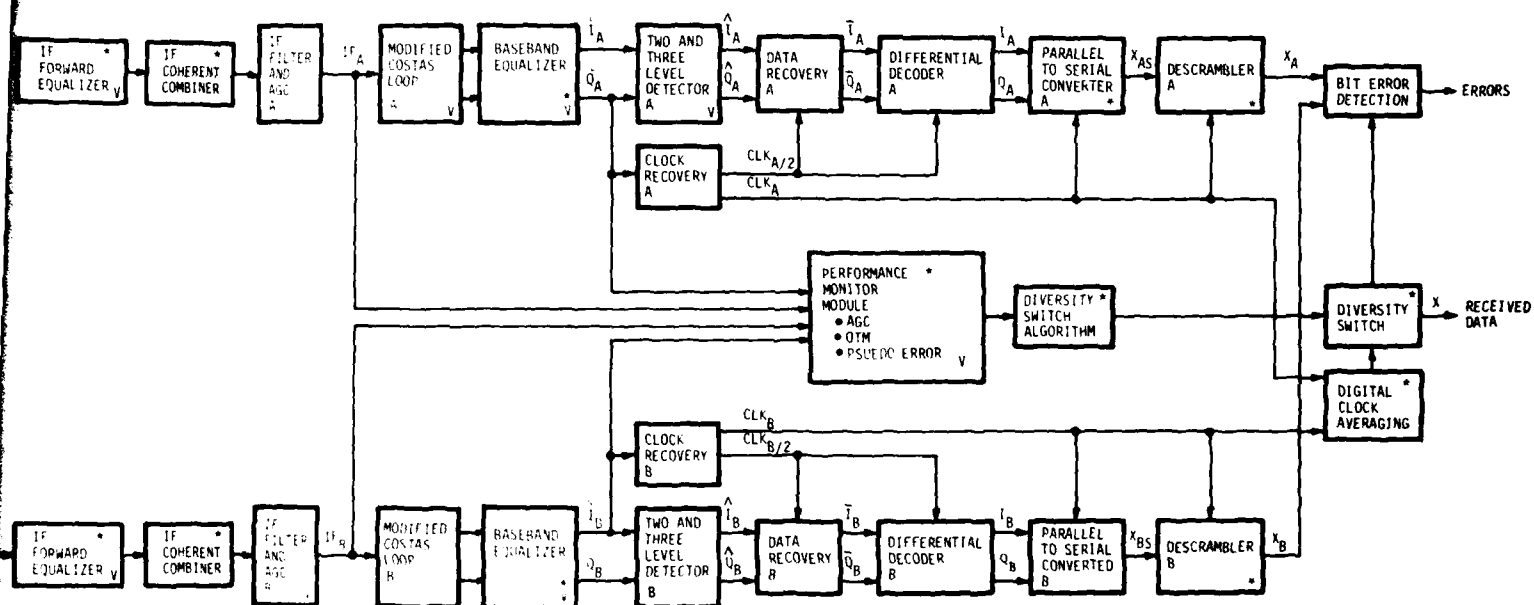 IF *
FORWARD
EQUALIZER V
IF *
COHERENT
COMBINER
IF
FILTER
AND
AGC
A
IF_A
MODIFIED
COSTAS
LOOP
A V
BASEBAND
EQUALIZER
*
V
I_A
Q_A
TWO AND
THREE
LEVEL
DETECTOR
A V
Î_A
Q̂_A
DATA
RECOVERY
A
Ī_A
Q̄_A
DIFFERENTIAL
DECODER
A
I_A
Q_A
PARALLEL
TO SERIAL
CONVERTER
A *
X_AS
DESCRAMBLER
A
*
X_A
BIT ERROR
DETECTION
ERRORS
CLOCK
RECOVERY
A
CLK_A/2
CLK_A
PERFORMANCE *
MONITOR
MODULE
• AGC
• OTM
• PSUEDO ERROR V
DIVERSITY *
SWITCH
ALGORITHM
DIVERSITY *
SWITCH
X
RECEIVED
DATA
DIGITAL *
CLOCK
AVERAGING
CLOCK
RECOVERY
B
CLK_B
CLK_B/2
IF *
FORWARD
EQUALIZER V
IF *
COHERENT
COMBINER
IF
FILTER
AND
AGC
B
IF_B
MODIFIED
COSTAS
LOOP
B
BASEBAND
EQUALIZER
*
V
I_B
Q_B
TWO AND
THREE
LEVEL
DETECTOR
B
Î_B
Q̂_B
DATA
RECOVERY
B
Ī_B
Q̄_B
DIFFERENTIAL
DECODER
B
I_B
Q_B
PARALLEL
TO SERIAL
CONVERTED
B
X_BS
DESCRAMBLER
B
*
X_B